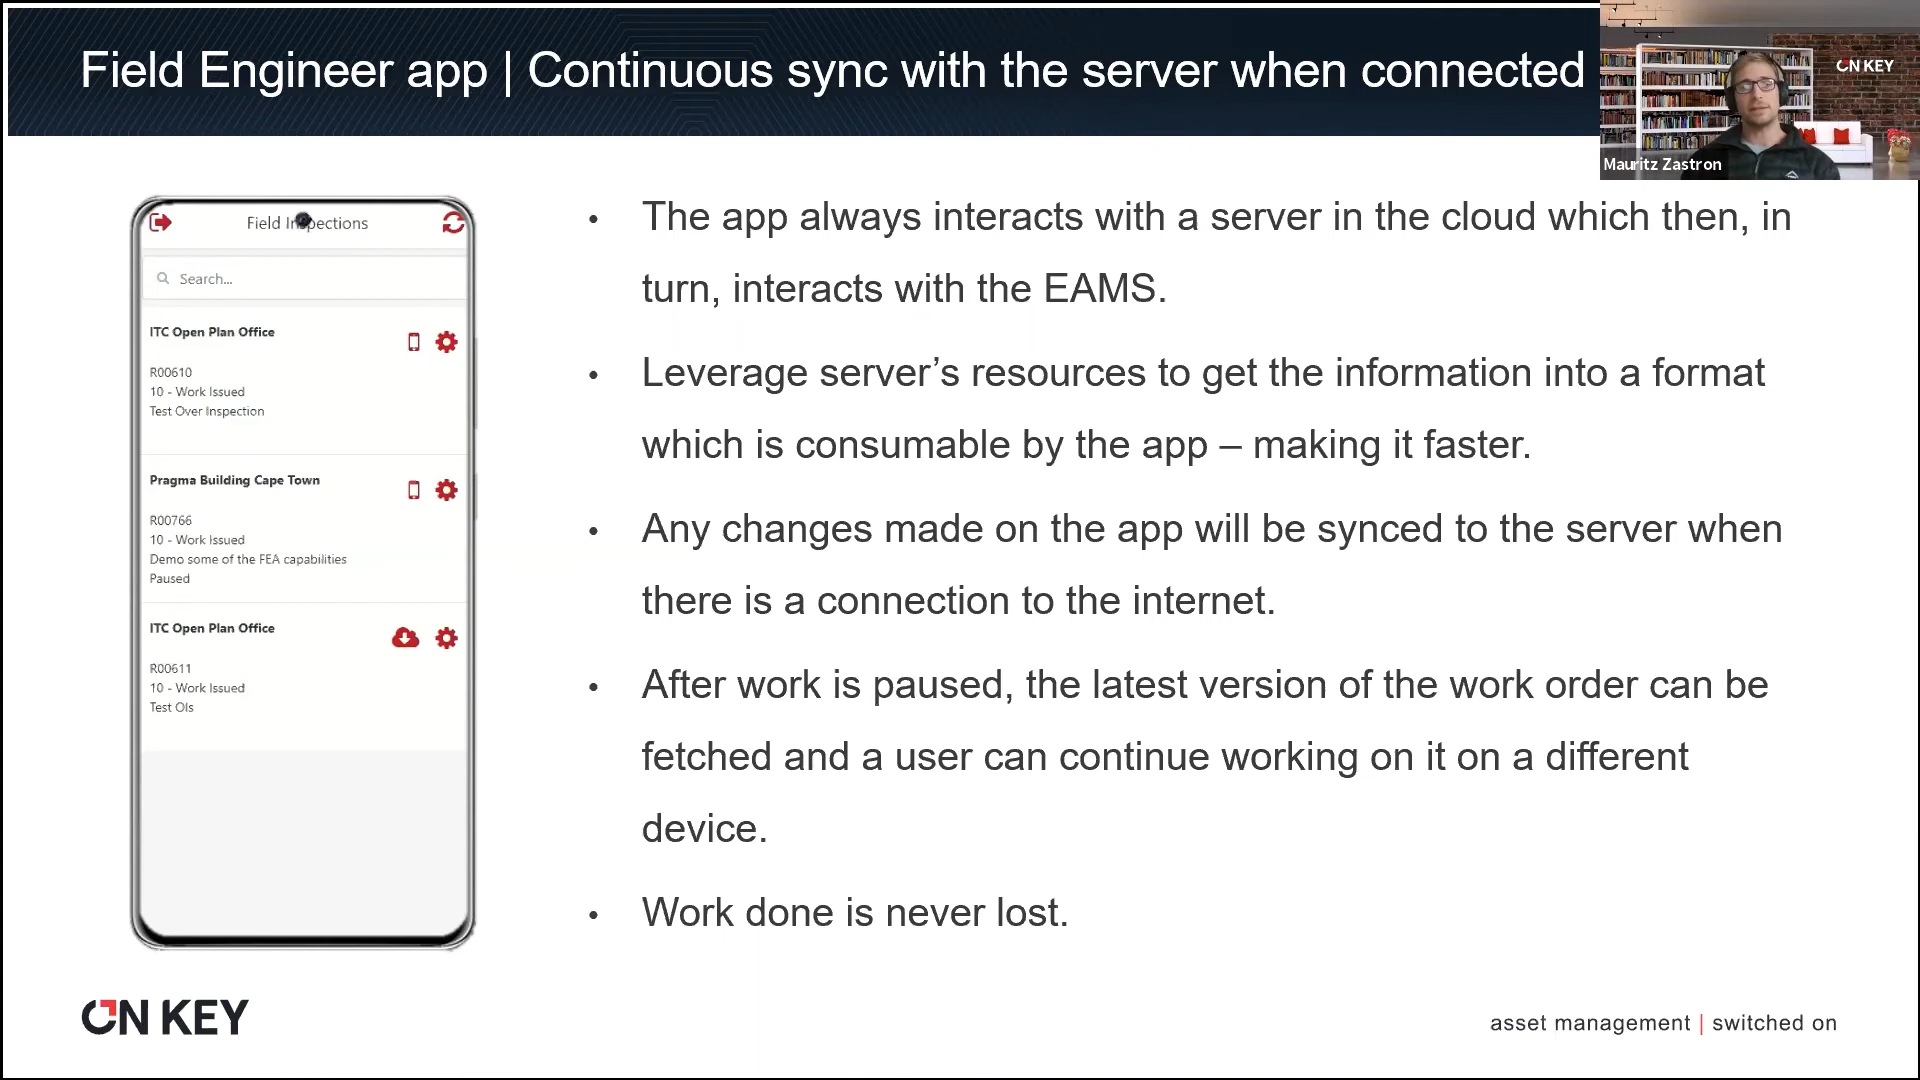 Field Engineer app | Continuous sync with the server when connected
ON KEY
Mauritz Zastron
Field Inspections
Search...
ITC Open Plan Office
R00610
10 - Work Issued
Test Over Inspection
Pragma Building Cape Town
R00766
10 - Work Issued
Demo some of the FEA capabilities
Paused
ITC Open Plan Office
R00611
10 - Work Issued
Test OIs
• The app always interacts with a server in the cloud which then, in
turn, interacts with the EAMS.
• Leverage server’s resources to get the information into a format
which is consumable by the app – making it faster.
• Any changes made on the app will be synced to the server when
there is a connection to the internet.
• After work is paused, the latest version of the work order can be
fetched and a user can continue working on it on a different
device.
• Work done is never lost.
ON KEY
asset management | switched on